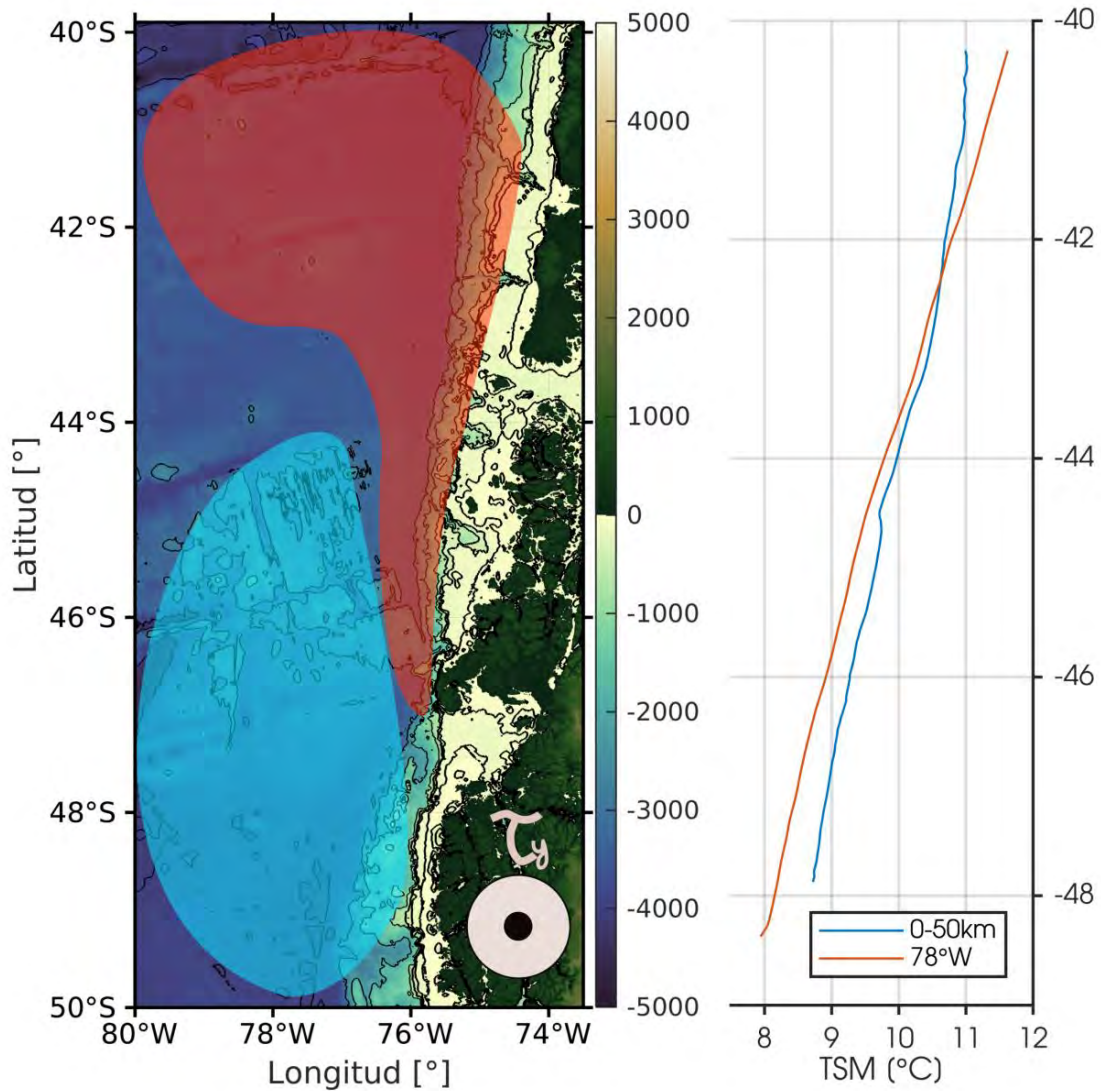 40°S
42°S
44°S
46°S
48°S
50°S
Latitud [°]
80°W
78°W
76°W
74°W
Longitud [°]
τy
5000
4000
3000
2000
1000
0
-1000
-2000
-3000
-4000
-5000
-40
-42
-44
-46
-48
0-50km
78°W
8
9
10
11
12
TSM (°C)